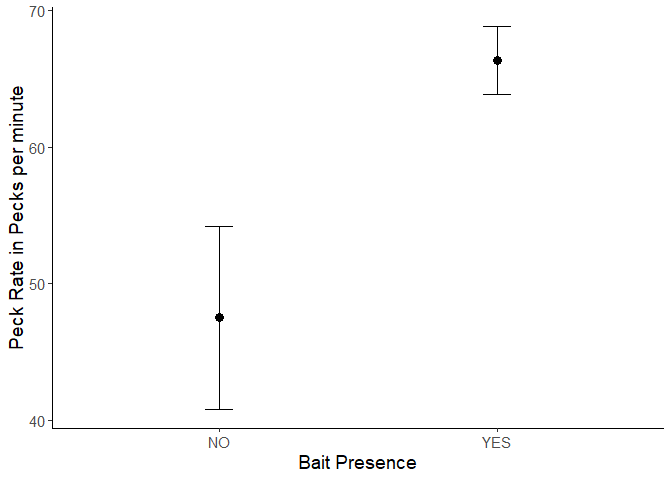 Peck Rate in Pecks per minute
70
60
50
40
NO YES
Bait Presence